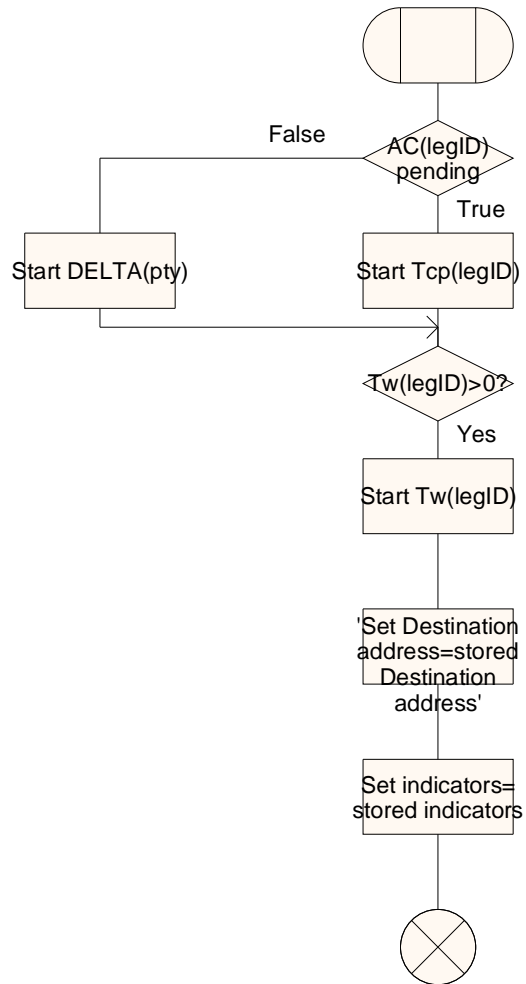 False
AC(legID)
pending
True
Start DELTA(pty)
Start Tcp(legID)
Tw(legID)>0?
Yes
Start Tw(legID)
'Set Destination
address=stored
Destination
address'
Set indicators=
stored indicators